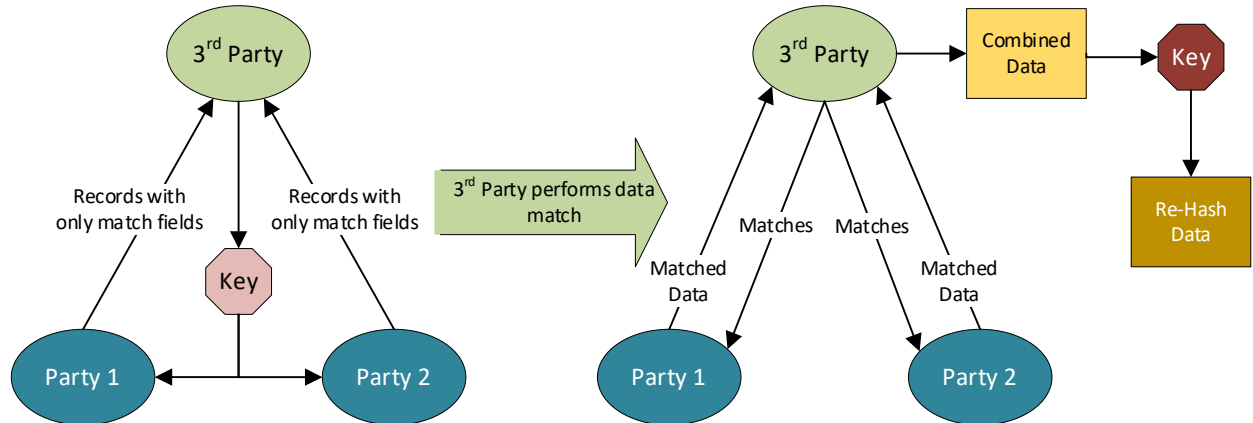 3rd Party
Records with
only match fields
Records with
only match fields
Key
Party 1
Party 2
3rd Party performs data
match
3rd Party
Combined
Data
Key
Re-Hash
Data
Matches
Matches
Matched
Data
Matched
Data
Party 1
Party 2